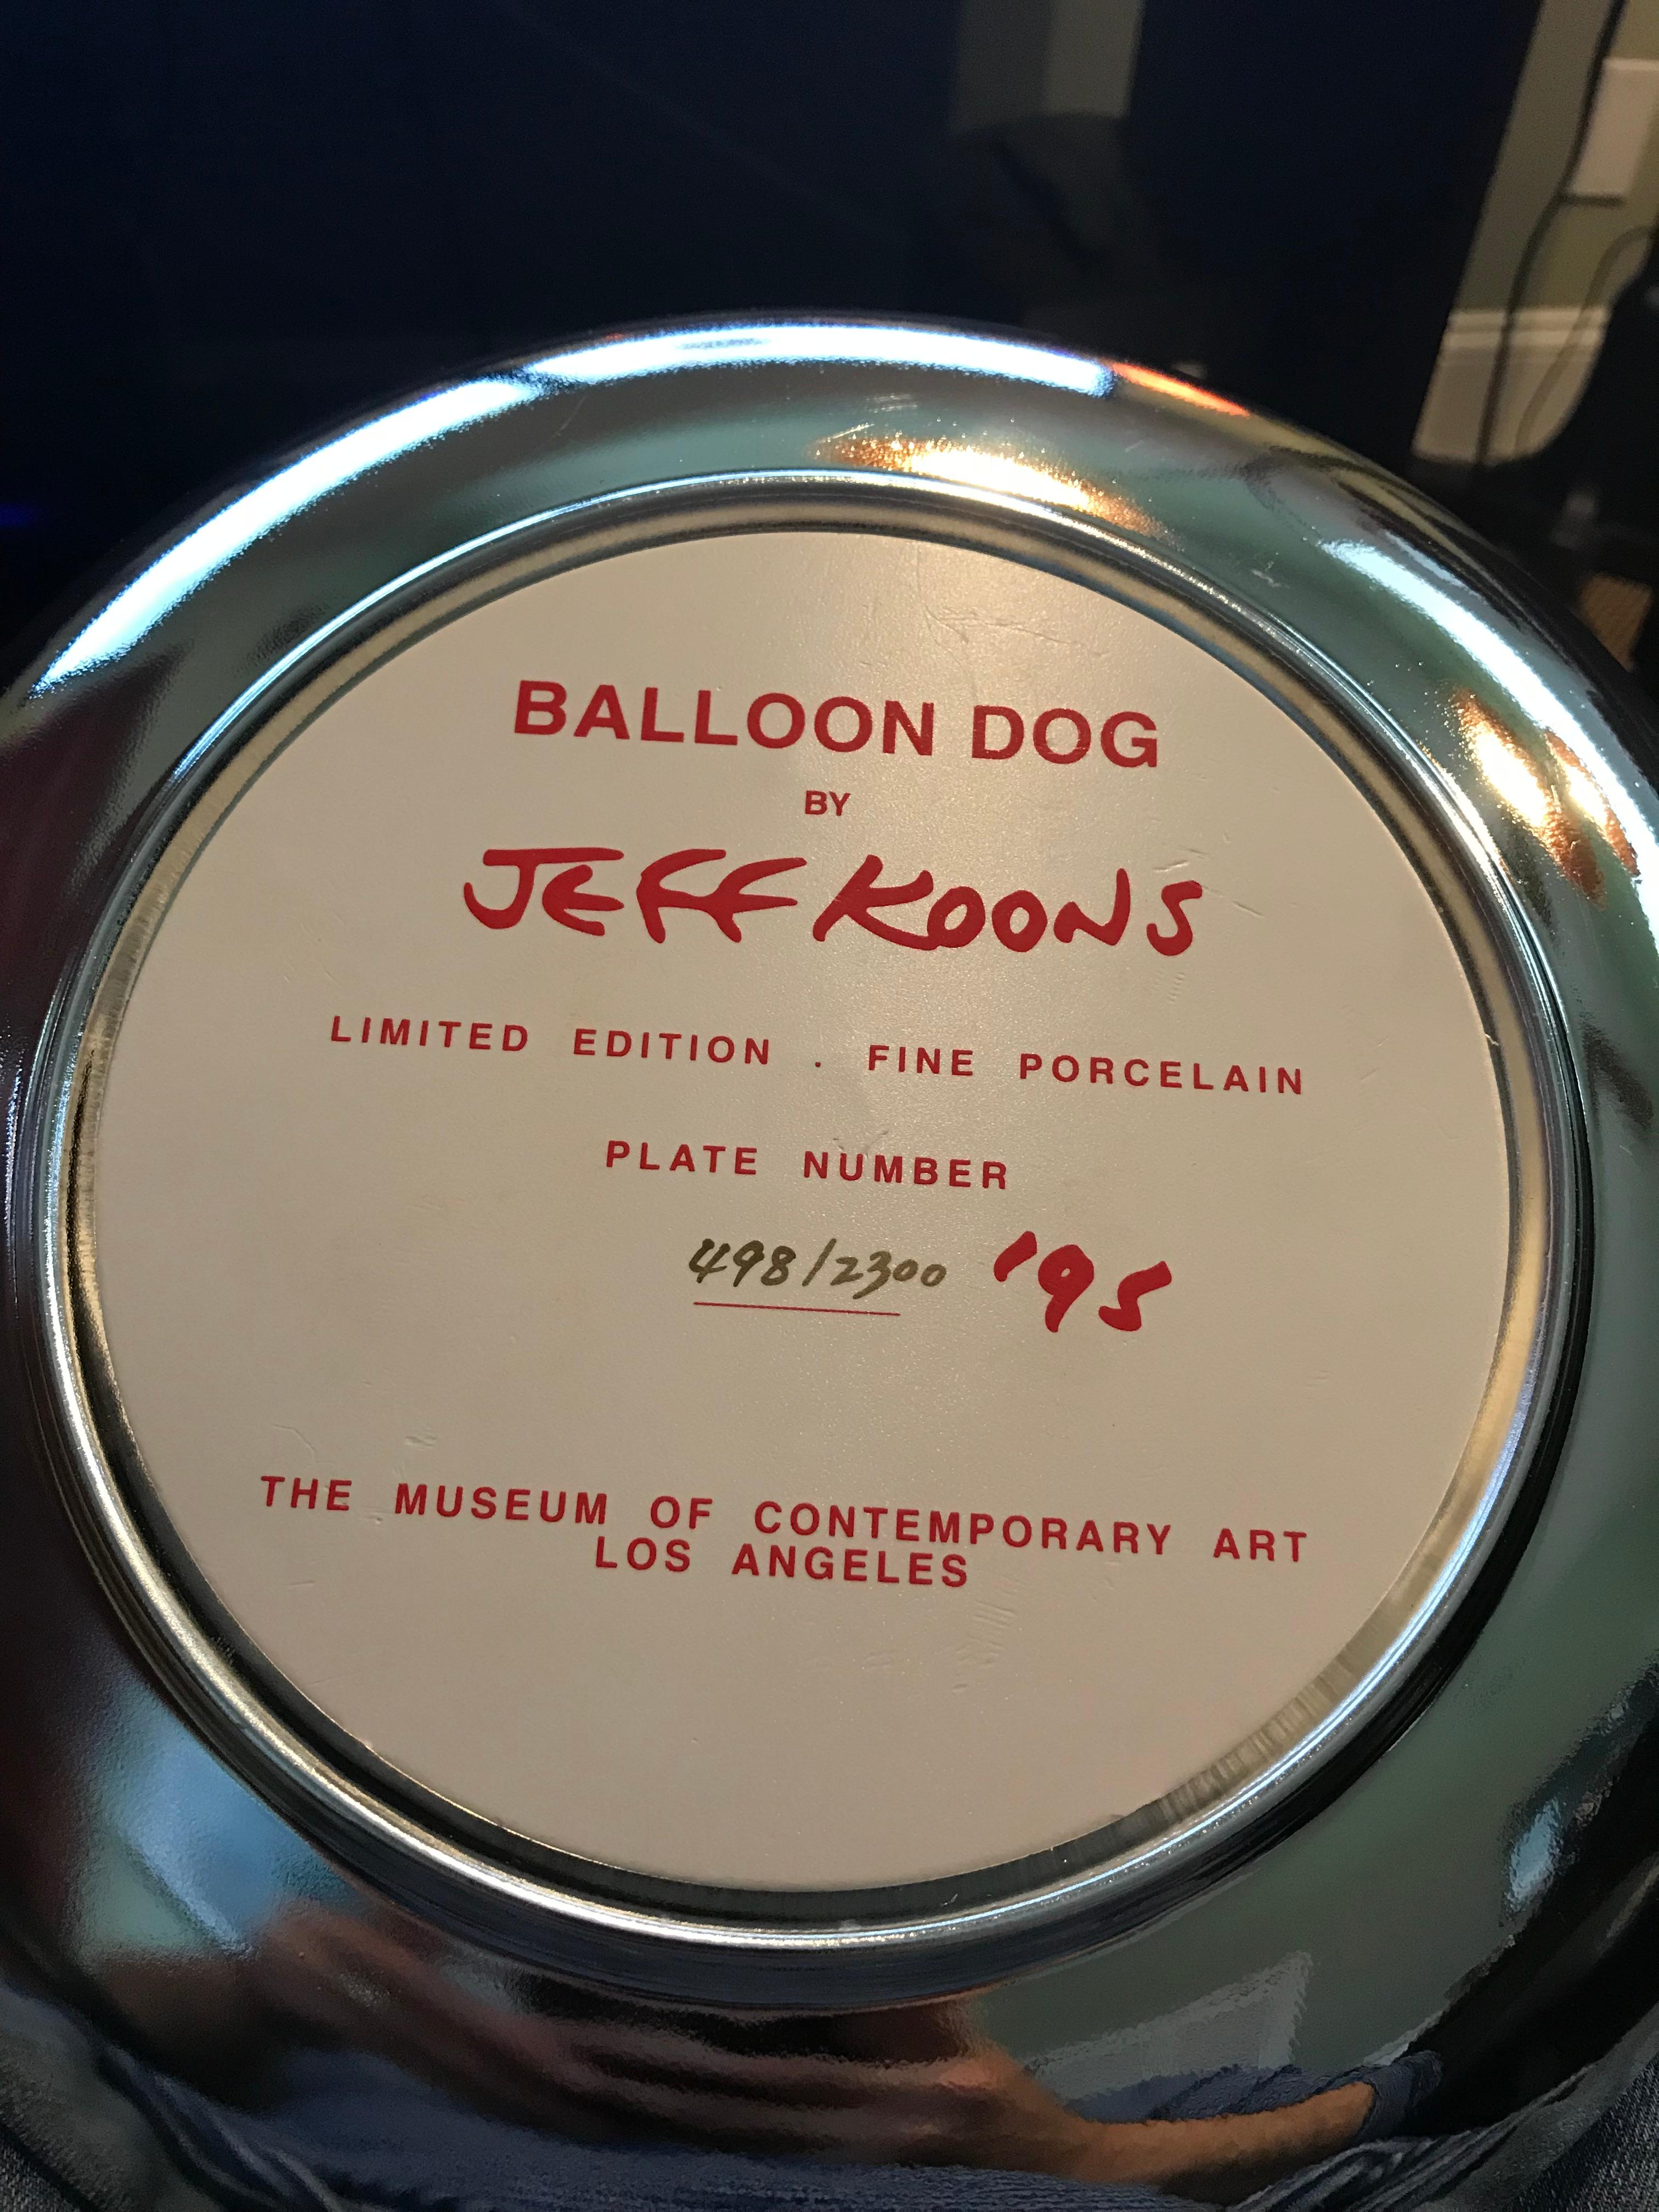 BALLOON DOG
BY
JEFF KOONS
LIMITED EDITION . FINE PORCELAIN
PLATE NUMBER
498/2300 '95
THE MUSEUM OF CONTEMPORARY ART
LOS ANGELES